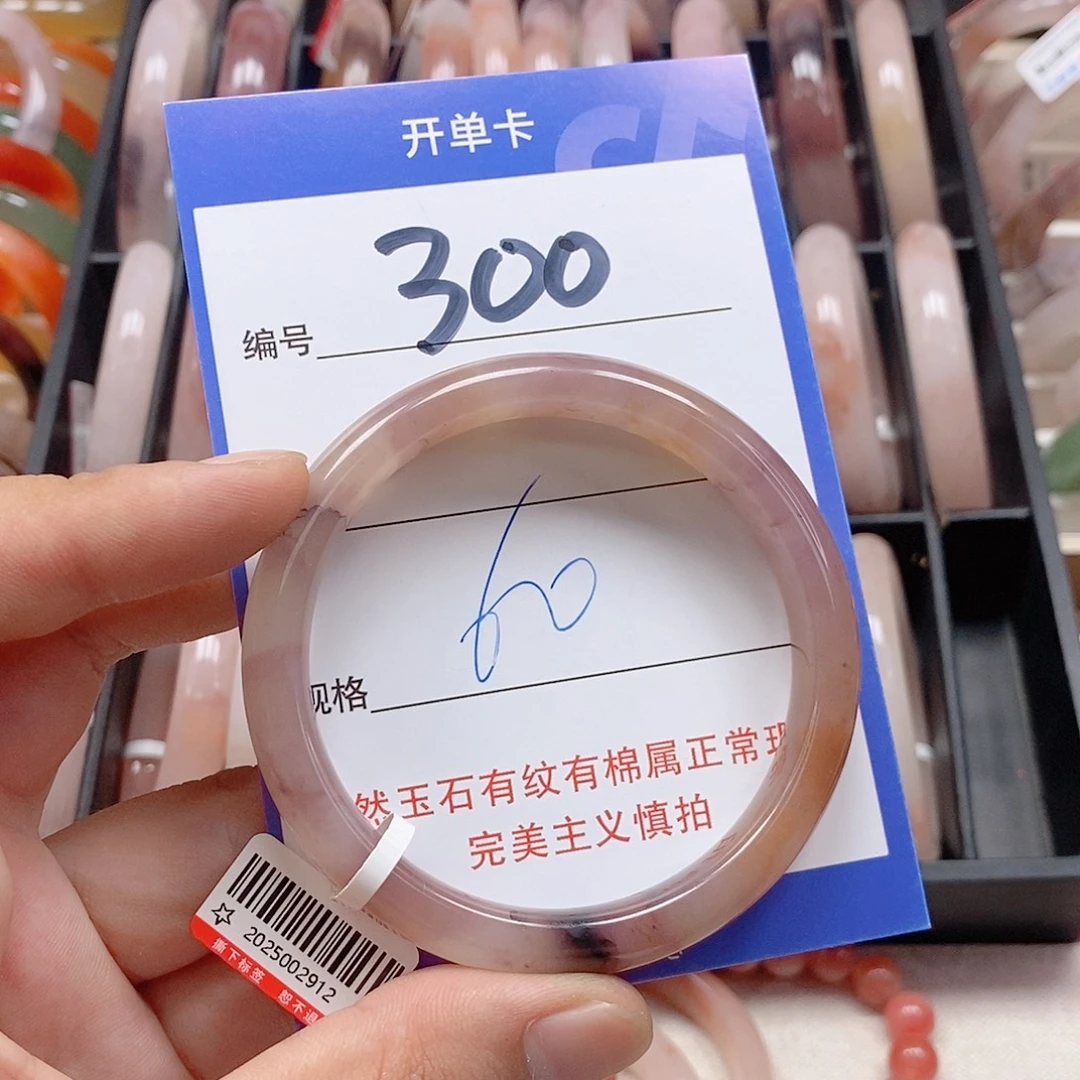 开单卡
300
编号
60
规格
然玉石有纹有棉属正常现
完美主义慎拍
2025002912
撕下标签 恕不退